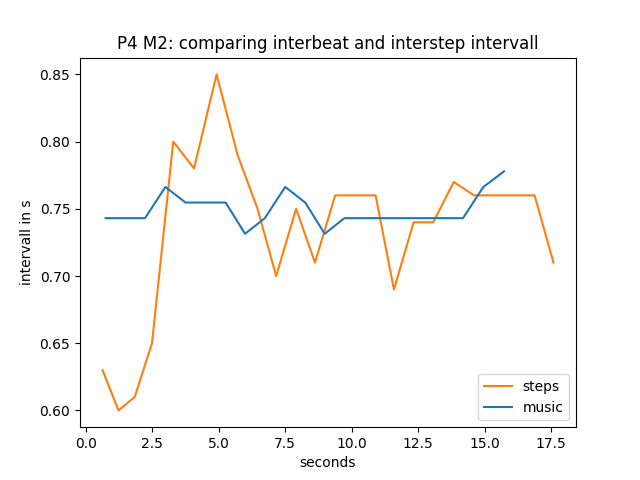 P4 M2: comparing interbeat and interstep intervall
0.85
0.80
0.75
0.70
0.65
0.60
intervall in s
steps
music
0.0 2.5 5.0 7.5 10.0 12.5 15.0 17.5
seconds